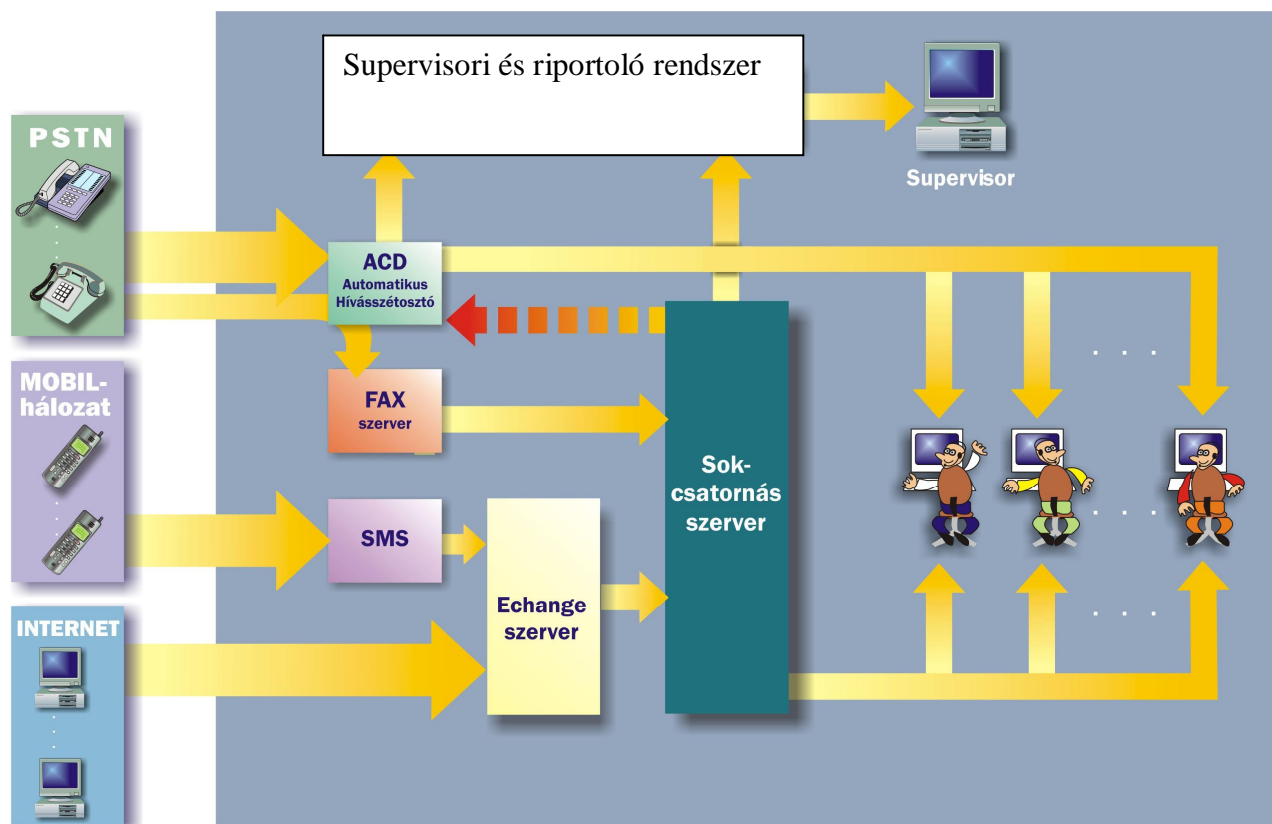 Supervisori és riportoló rendszer
Supervisor
PSTN
ACD
Automatikus
Hívásszétosztó
FAX
szerver
MOBIL-
hálozat
SMS
Echange
szerver
Sok-
csatornás
szerver
INTERNET